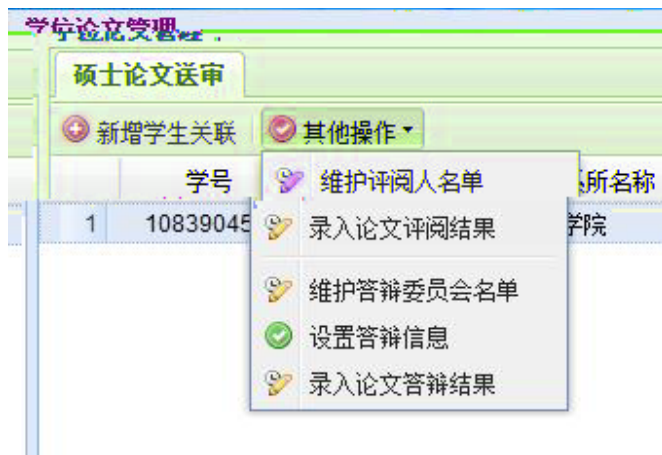 学位论文管理
硕士论文送审
新增学生关联 其他操作
学号 维护评阅人名单 所名称
1 10839045 录入论文评阅结果 学院
维护答辩委员会名单
设置答辩信息
录入论文答辩结果